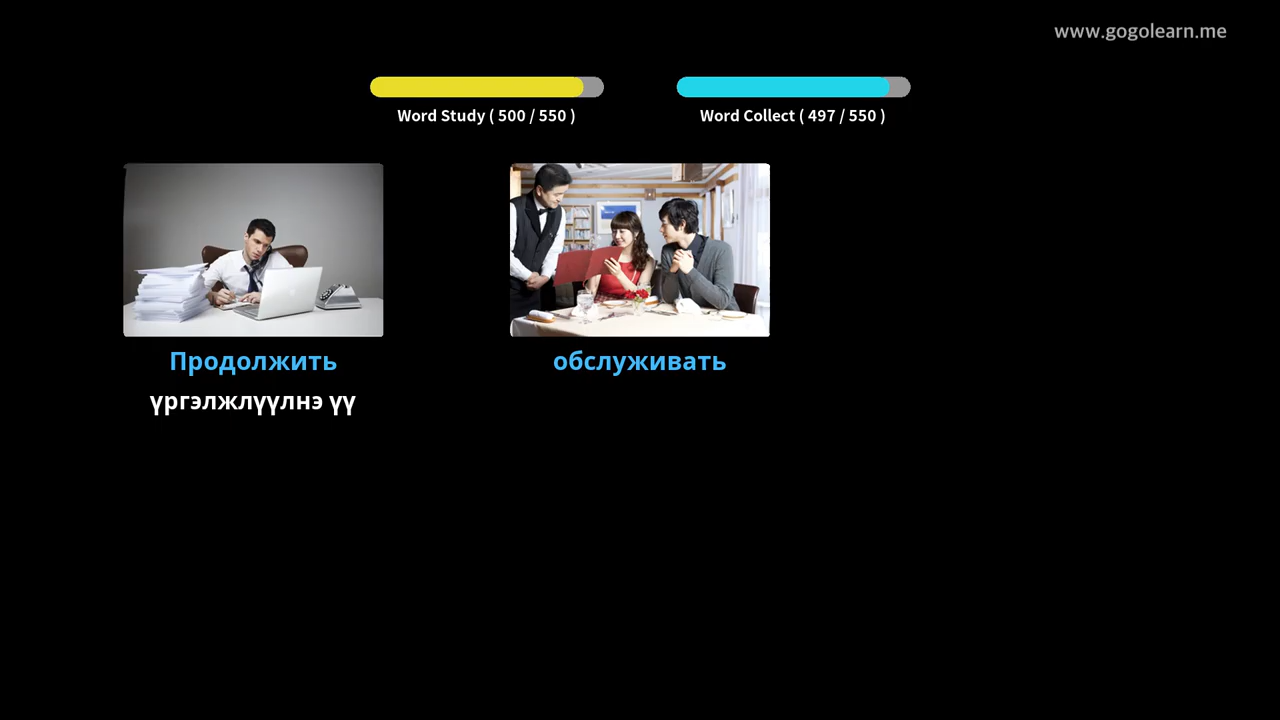 www.gogolearn.me
Word Study ( 500 / 550 )
Word Collect ( 497 / 550 )
Продолжить
үргэлжлүүлнэ үү
обслуживать